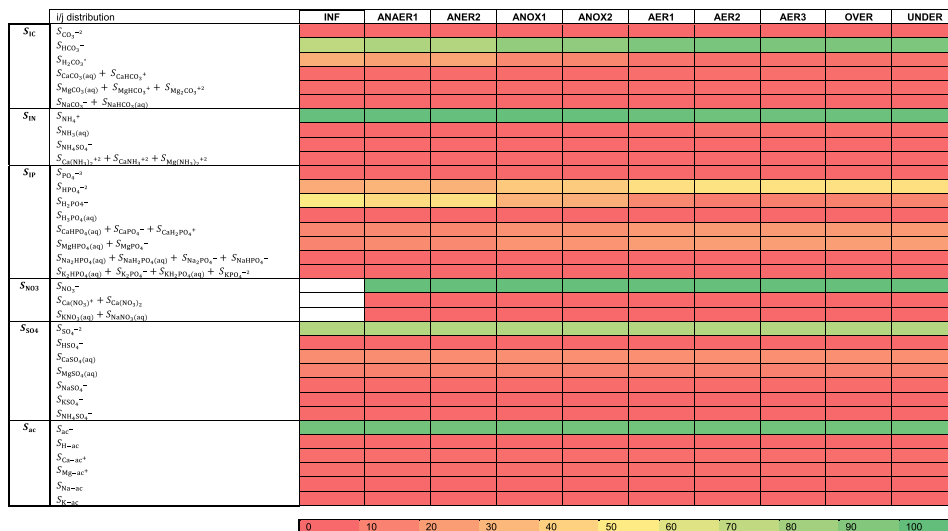 i/j distribution INF ANAER1 ANER2 ANOX1 ANOX2 AER1 AER2 AER3 OVER UNDER
S_IC S_CO₃⁻²
S_HCO₃⁻
S_H₂CO₃*
S_CaCO₃(aq) + S_CaHCO₃⁺
S_MgCO₃(aq) + S_MgHCO₃⁺ + S_Mg₂CO₃⁺²
S_NaCO₃⁻ + S_NaHCO₃(aq)
S_IN S_NH₄⁺
S_NH₃(aq)
S_NH₄SO₄⁻
S_Ca(NH₃)₂⁺² + S_CaNH₃⁺² + S_Mg(NH₃)₂⁺²
S_IP S_PO₄⁻³
S_HPO₄⁻²
S_H₂PO4⁻
S_H₃PO₄(aq)
S_CaHPO₄(aq) + S_CaPO₄⁻ + S_CaH₂PO₄⁺
S_MgHPO₄(aq) + S_MgPO₄⁻
S_Na₂HPO₄(aq) + S_NaH₂PO₄(aq) + S_Na₂PO₄⁻ + S_NaHPO₄⁻
S_K₂HPO₄(aq) + S_K₂PO₄⁻ + S_KH₂PO₄(aq) + S_KPO₄⁻²
S_NO3 S_NO₃⁻
S_Ca(NO₃)⁺ + S_Ca(NO₃)₂
S_KNO₃(aq) + S_NaNO₃(aq)
S_SO4 S_SO₄⁻²
S_HSO₄⁻
S_CaSO₄(aq)
S_MgSO₄(aq)
S_NaSO₄⁻
S_KSO₄⁻
S_NH₄SO₄⁻
S_ac S_ac⁻
S_H−ac
S_Ca−ac⁺
S_Mg−ac⁺
S_Na−ac
S_K−ac
0 10 20 30 40 50 60 70 80 90 100